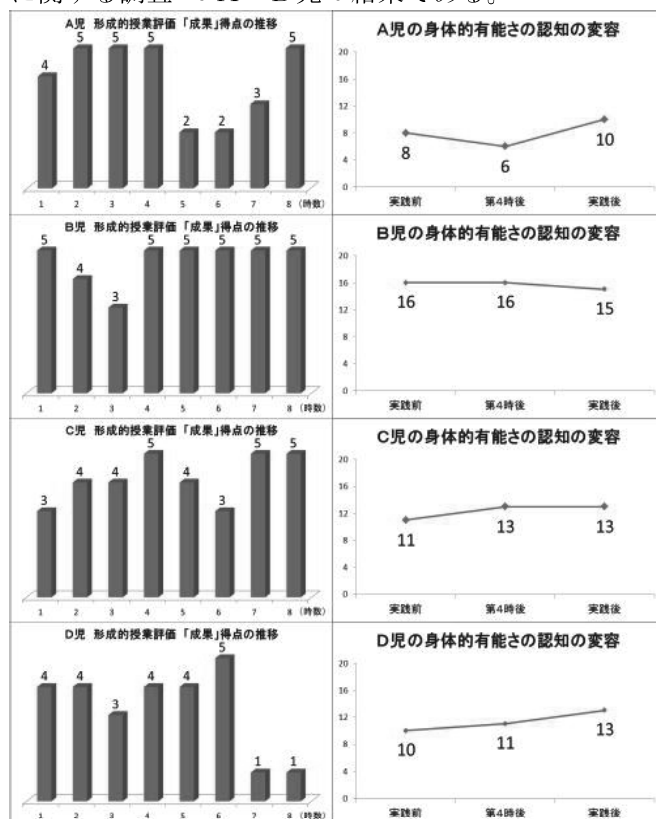 に関する調査
A児 形成的授業評価「成果」得点の推移
4 5 5 5 2 2 3 5
1 2 3 4 5 6 7 8 (時数)
A児の身体的有能さの認知の変容
20
16
12
8
4
0
8 6 10
実践前 第4時後 実践後
B児 形成的授業評価「成果」得点の推移
5 4 3 5 5 5 5 5
1 2 3 4 5 6 7 8 (時数)
B児の身体的有能さの認知の変容
20
16
12
8
4
0
16 16 15
実践前 第4時後 実践後
C児 形成的授業評価「成果」得点の推移
3 4 4 5 4 3 5 5
1 2 3 4 5 6 7 8 (時数)
C児の身体的有能さの認知の変容
20
16
12
8
4
0
11 13 13
実践前 第4時後 実践後
D児 形成的授業評価「成果」得点の推移
4 4 3 4 4 5 1 1
1 2 3 4 5 6 7 8 (時数)
D児の身体的有能さの認知の変容
20
16
12
8
4
0
10 11 13
実践前 第4時後 実践後